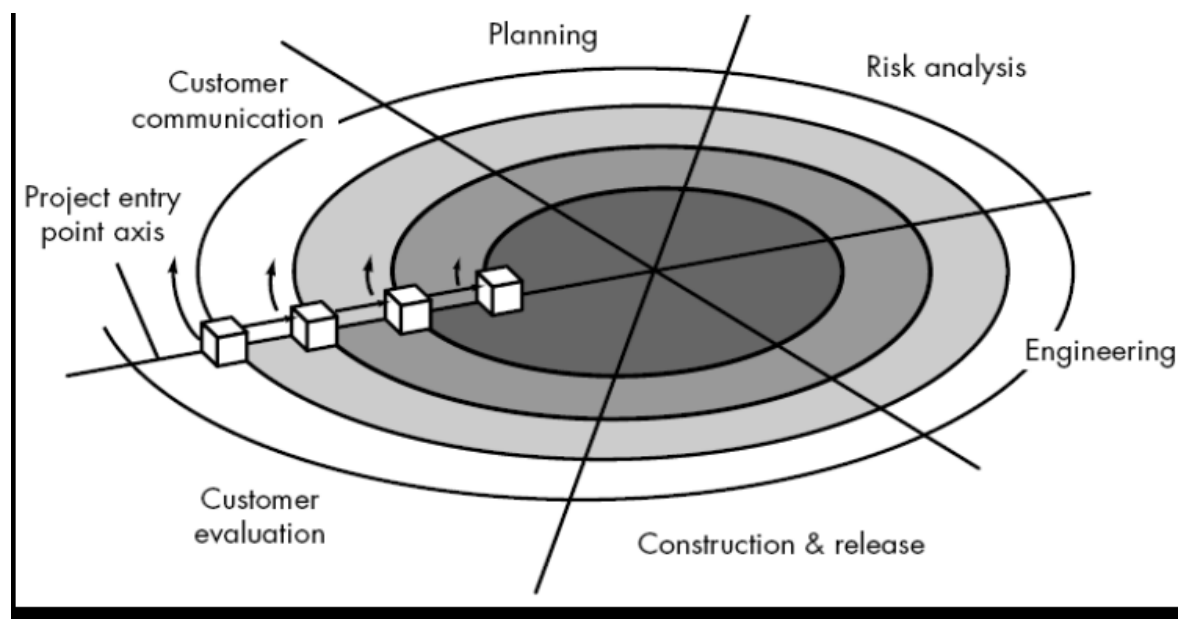 Planning
Risk analysis
Customer
communication
Project entry
point axis
Engineering
Customer
evaluation
Construction & release